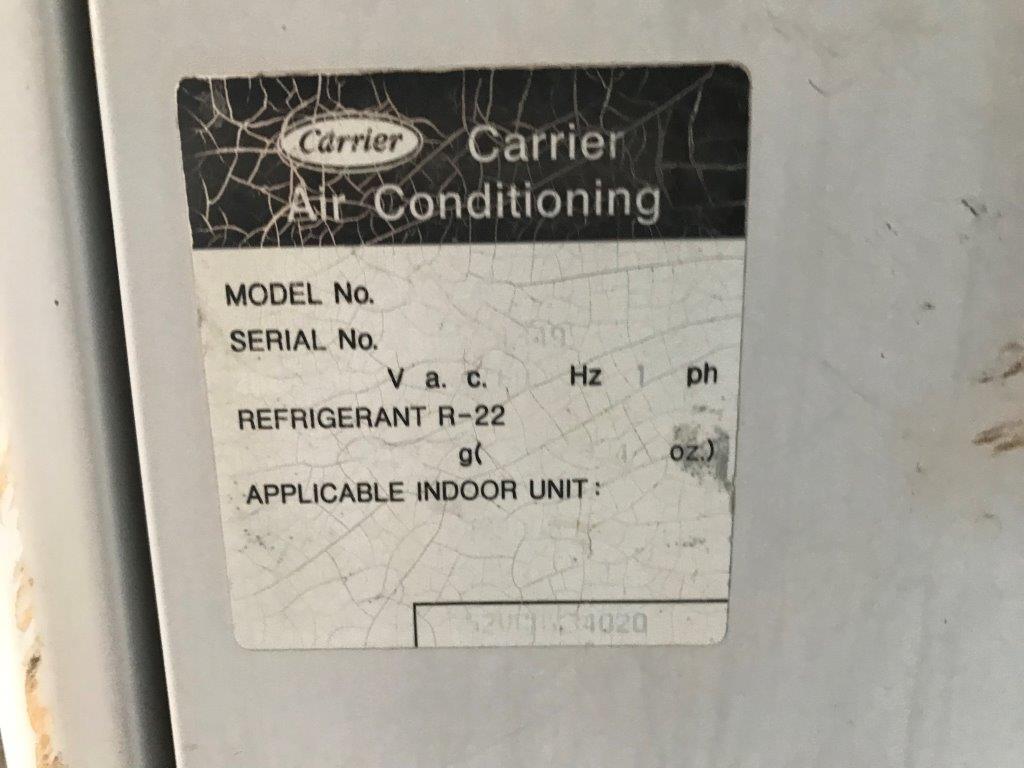 Carrier Carrier
Air Conditioning
MODEL No.
SERIAL No.
V a. c. Hz 1 ph
REFRIGERANT R-22
g( oz.)
APPLICABLE INDOOR UNIT :